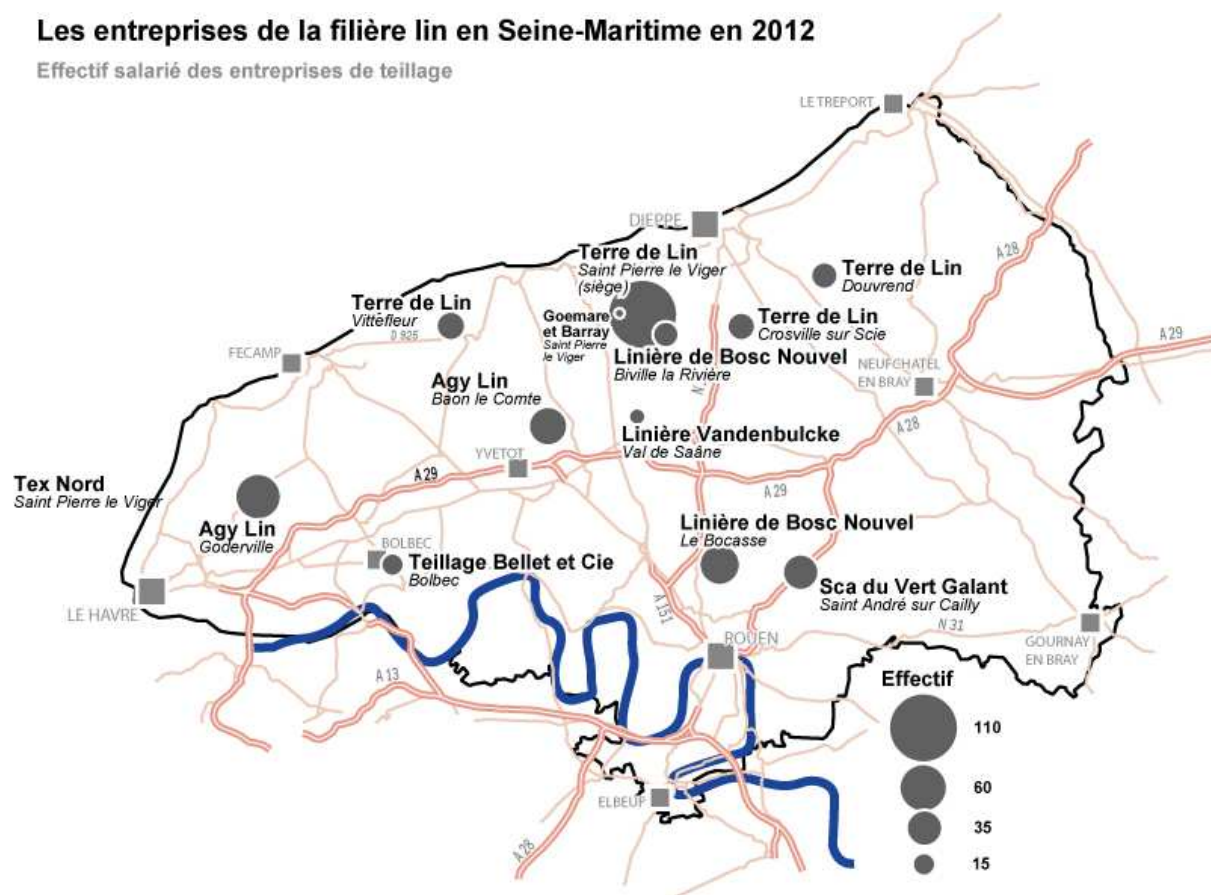 Les entreprises de la filière lin en Seine-Maritime en 2012
Effectif salarié des entreprises de teillage
LE TREPORT
DIEPPE
A 28
Terre de Lin
Saint Pierre le Viger
(siège)
Terre de Lin
Douvrend
Terre de Lin
Vittefleur
D 925
Goemare
et Barray
Saint Pierre
le Viger
Terre de Lin
Crosville sur Scie
A 29
FECAMP
Linière de Bosc Nouvel
Biville la Rivière
NEUFCHATEL
EN BRAY
Agy Lin
Baon le Comte
Linière Vandenbulcke
Val de Saâne
A 28
YVETOT
Tex Nord
Saint Pierre le Viger
A 29
A 29
Agy Lin
Goderville
Linière de Bosc Nouvel
Le Bocasse
BOLBEC
Teillage Bellet et Cie
Bolbec
Sca du Vert Galant
Saint André sur Cailly
LE HAVRE
A 151
N 31
ROUEN
GOURNAY
EN BRAY
A 13
Effectif
110
60
35
15
ELBEUF
A 28